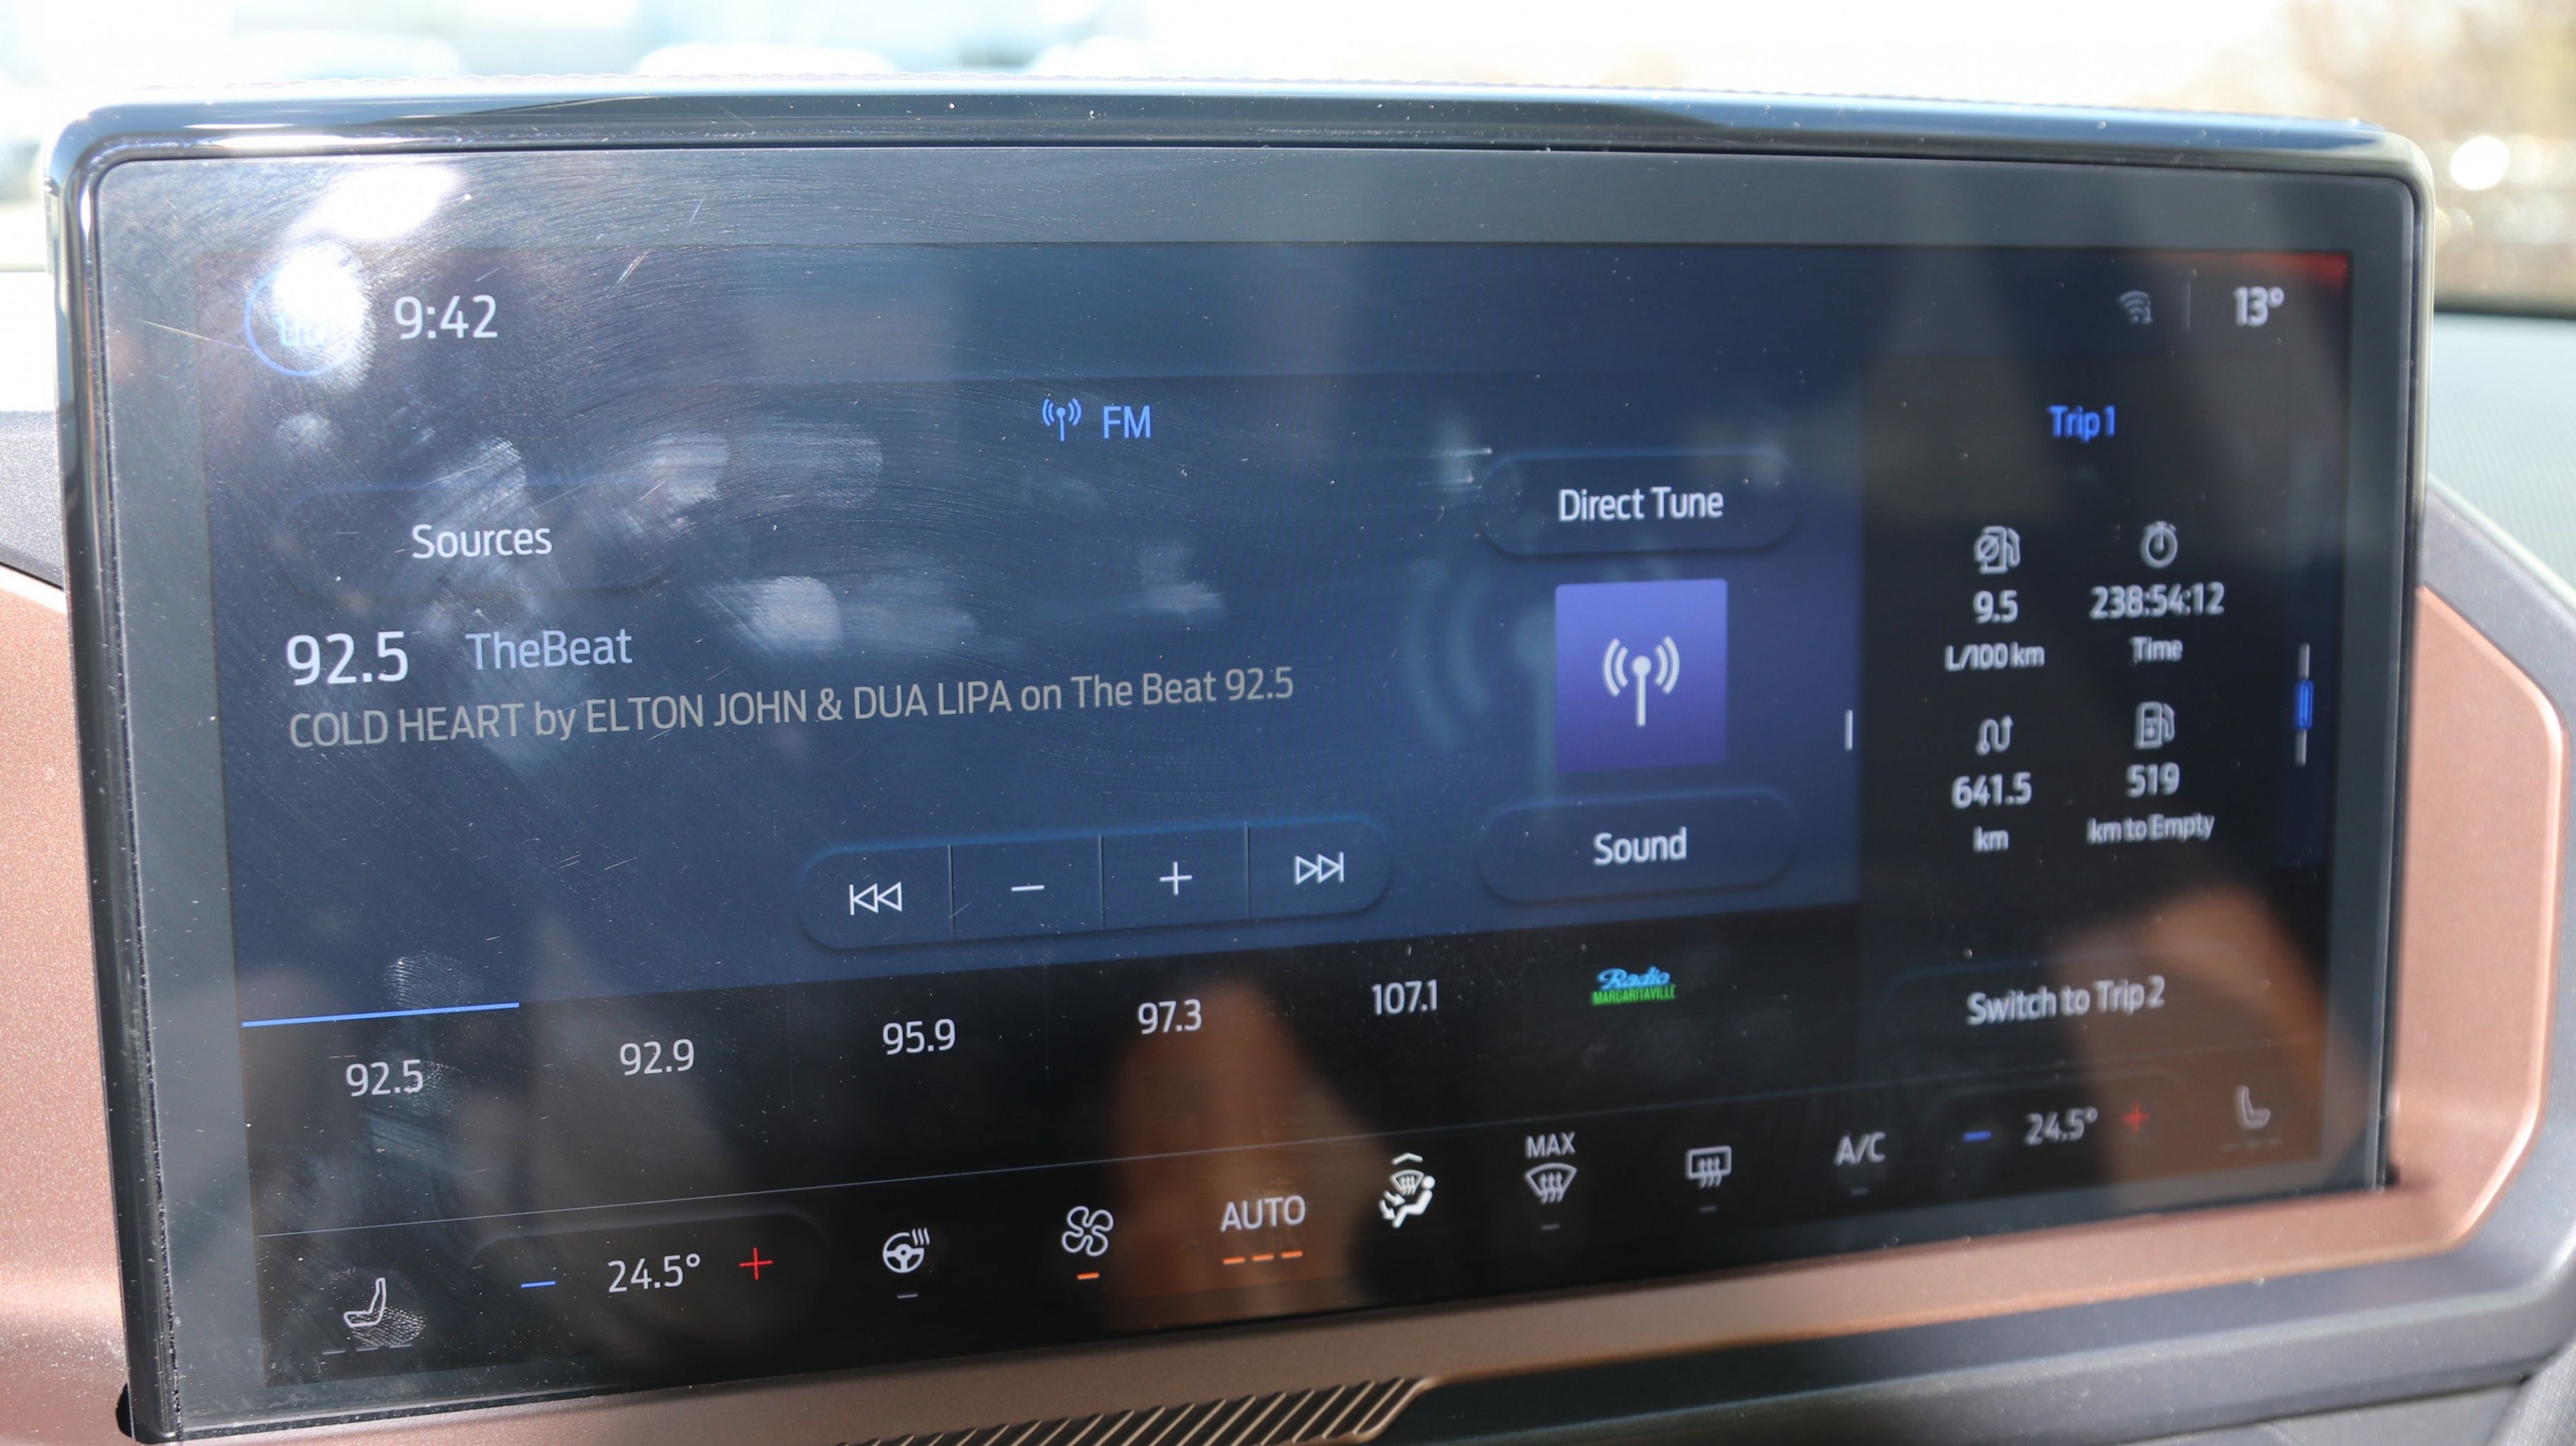 9:42
13°
FM
Trip 1
Sources
Direct Tune
9.5
238:54:12
L/100 km
Time
92.5 TheBeat
COLD HEART by ELTON JOHN & DUA LIPA on The Beat 92.5
641.5
519
km
km to Empty
Sound
92.5
92.9
95.9
97.3
107.1
Radio
MARGARITAVILLE
Switch to Trip 2
24.5°
AUTO
MAX
A/C
24.5°